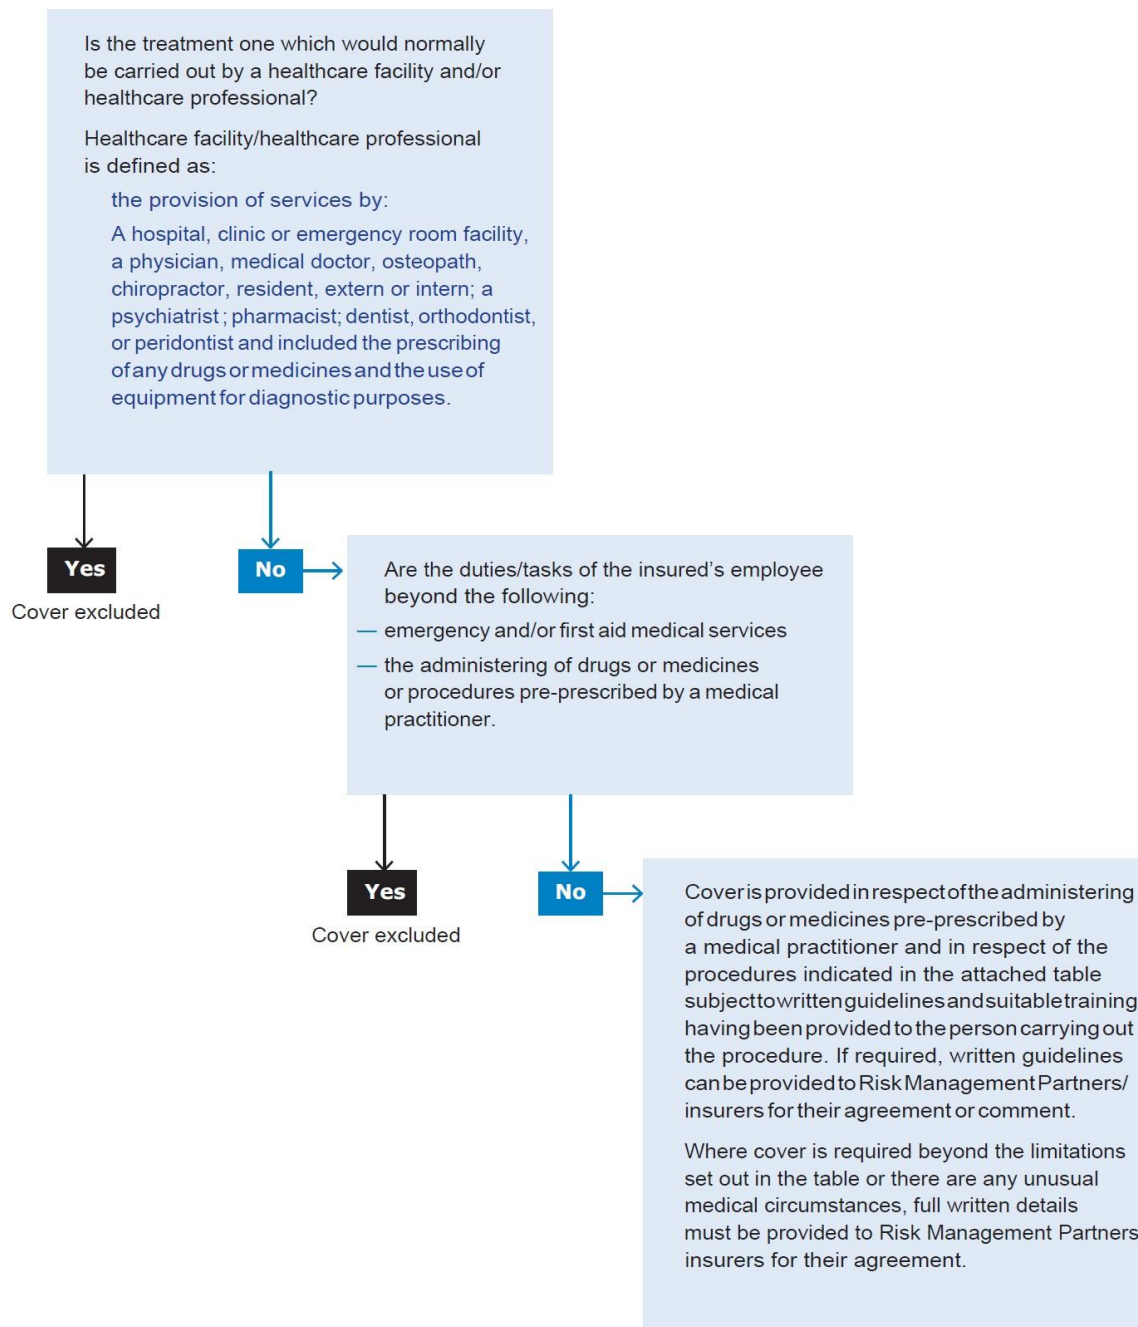 Is the treatment one which would normally
be carried out by a healthcare facility and/or
healthcare professional?
Healthcare facility/healthcare professional
is defined as:
the provision of services by:
A hospital, clinic or emergency room facility,
a physician, medical doctor, osteopath,
chiropractor, resident, extern or intern; a
psychiatrist; pharmacist; dentist, orthodontist,
or peridontist and included the prescribing
of any drugs or medicines and the use of
equipment for diagnostic purposes.
Yes
Cover excluded
No
Are the duties/tasks of the insured's employee
beyond the following:
— emergency and/or first aid medical services
— the administering of drugs or medicines
or procedures pre-prescribed by a medical
practitioner.
Yes
Cover excluded
No
Cover is provided in respect of the administering
of drugs or medicines pre-prescribed by
a medical practitioner and in respect of the
procedures indicated in the attached table
subject to written guidelines and suitable training
having been provided to the person carrying out
the procedure. If required, written guidelines
can be provided to Risk Management Partners/
insurers for their agreement or comment.
Where cover is required beyond the limitations
set out in the table or there are any unusual
medical circumstances, full written details
must be provided to Risk Management Partners
insurers for their agreement.